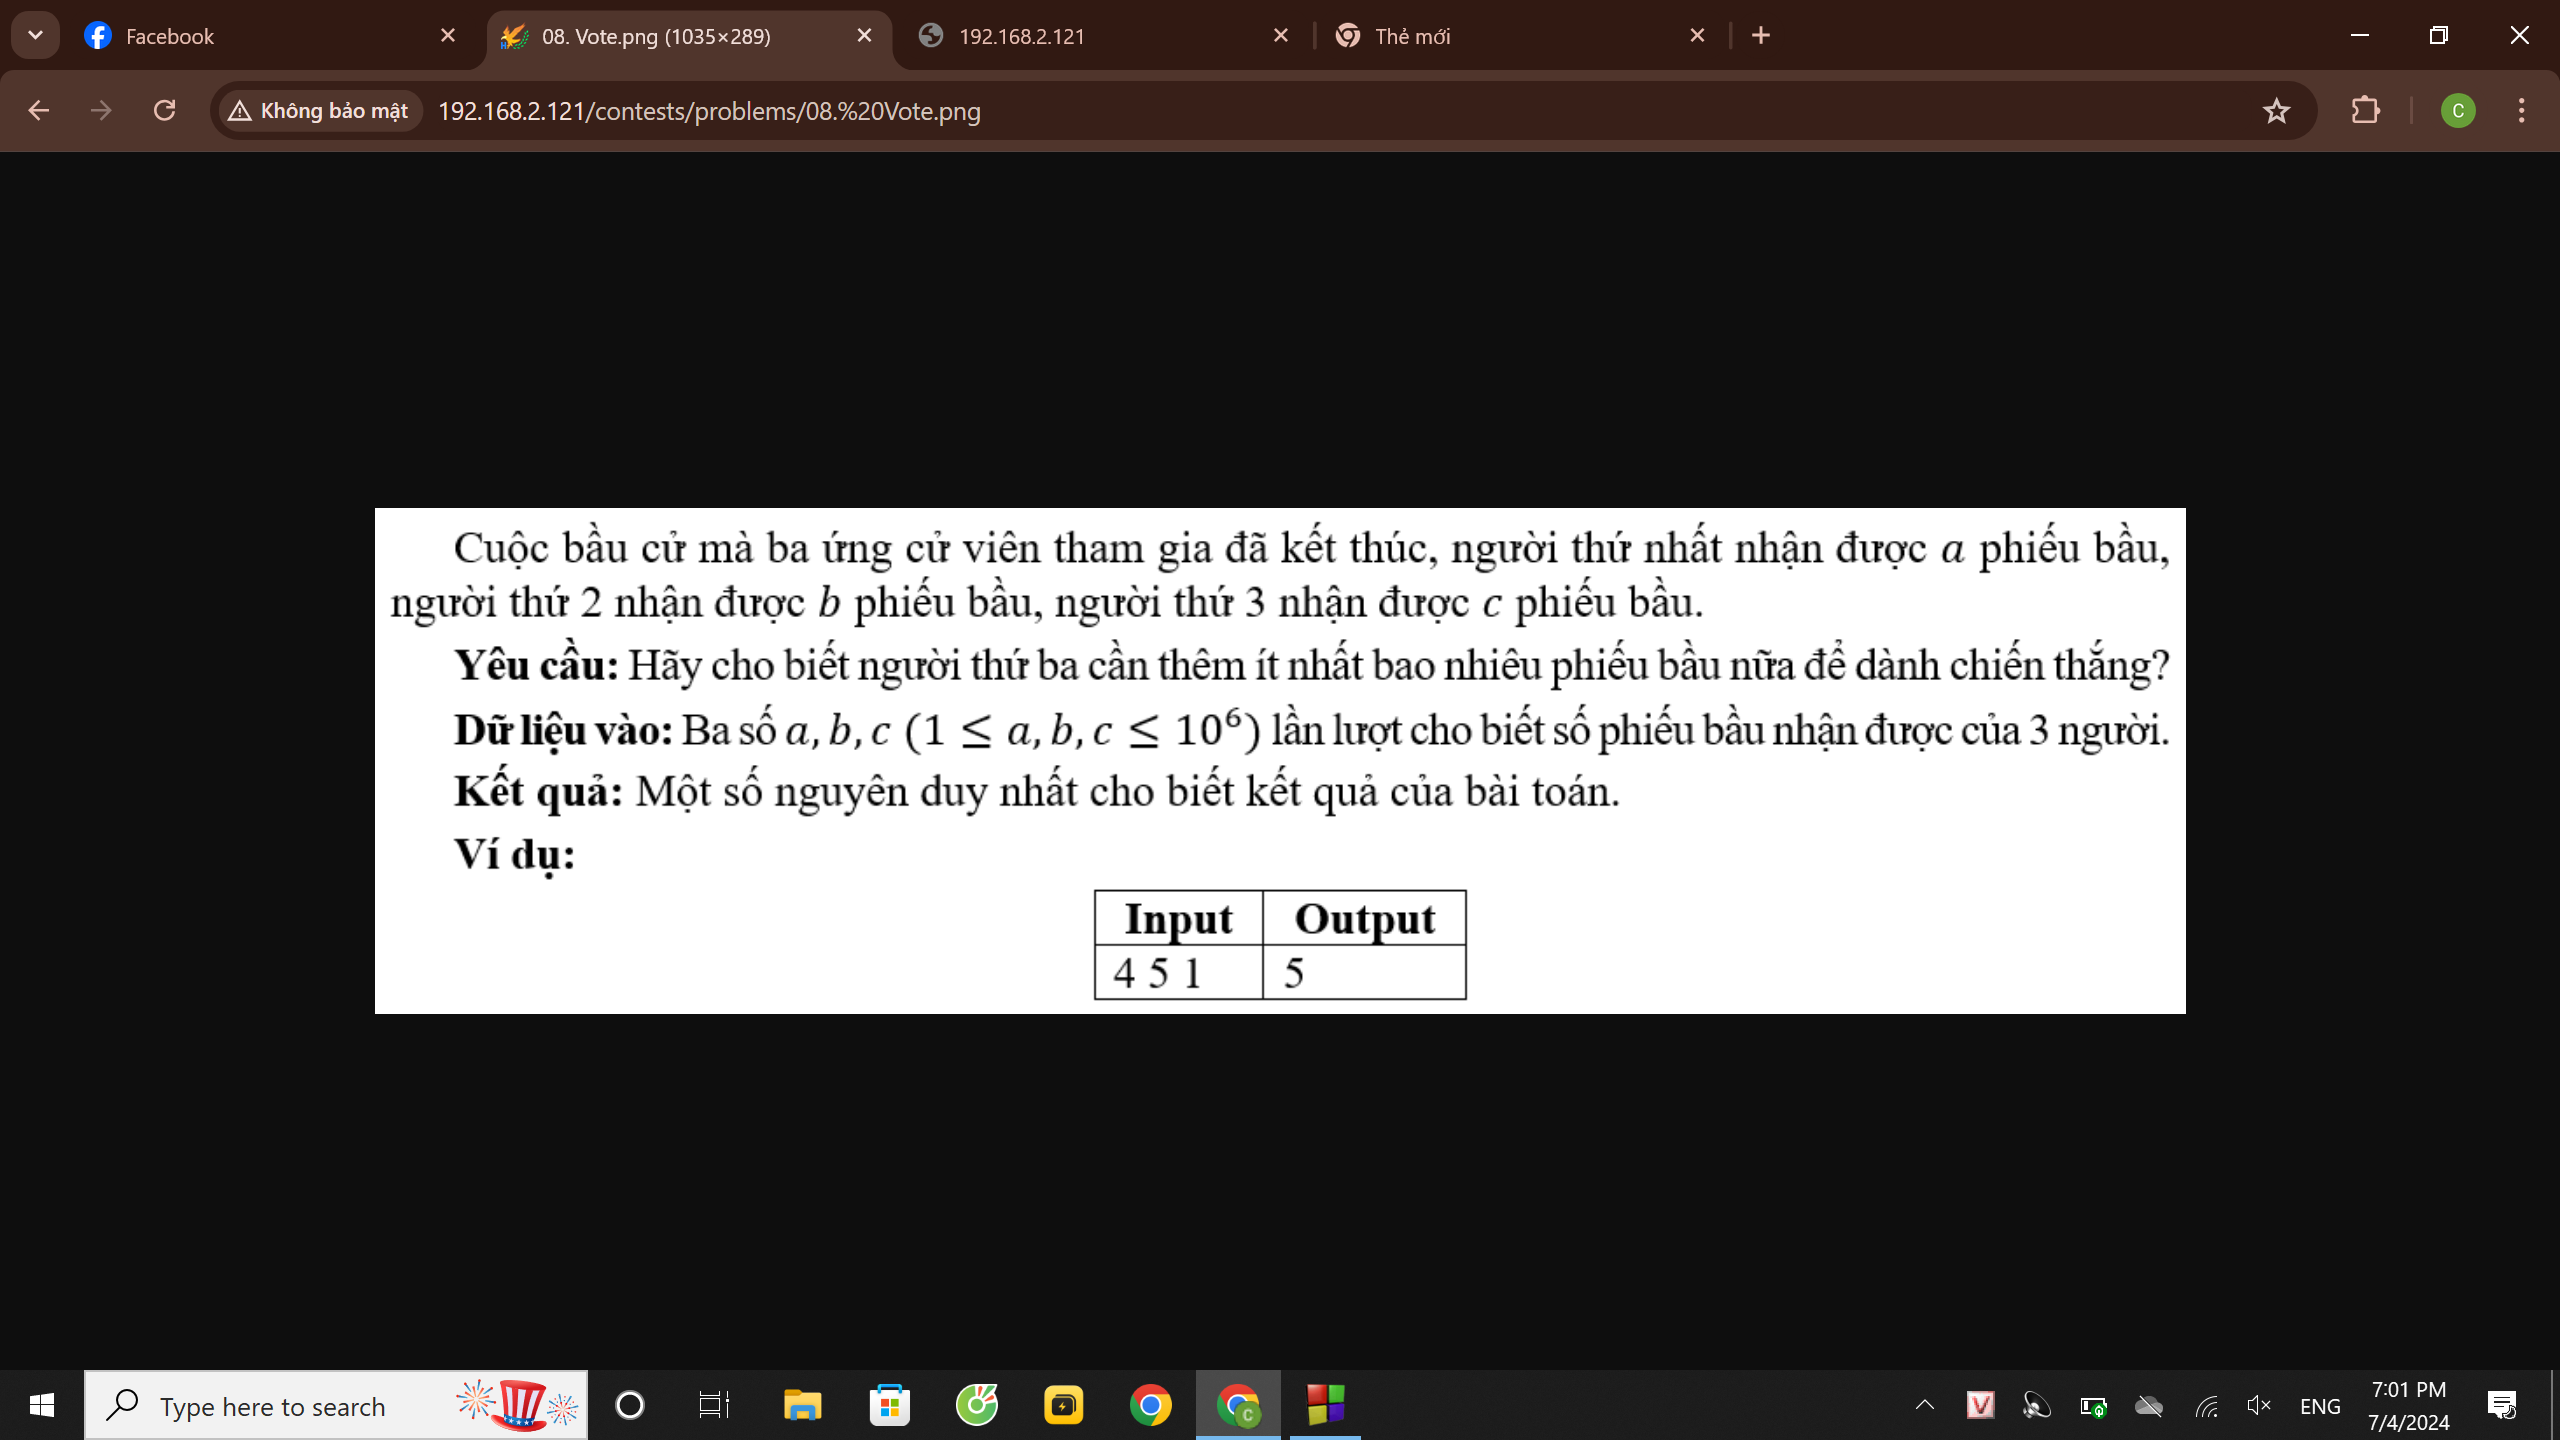 Facebook
08. Vote.png (1035×289)
192.168.2.121
Thẻ mới
Không bảo mật
192.168.2.121/contests/problems/08.%20Vote.png
C
Cuộc bầu cử mà ba ứng cử viên tham gia đã kết thúc, người thứ nhất nhận được a phiếu bầu,
người thứ 2 nhận được b phiếu bầu, người thứ 3 nhận được c phiếu bầu.
Yêu cầu: Hãy cho biết người thứ ba cần thêm ít nhất bao nhiêu phiếu bầu nữa để dành chiến thắng?
Dữ liệu vào: Ba số a, b, c (1 ≤ a, b, c ≤ 10⁶) lần lượt cho biết số phiếu bầu nhận được của 3 người.
Kết quả: Một số nguyên duy nhất cho biết kết quả của bài toán.
Ví dụ:
Input Output
4 5 1 5
Type here to search
C
V
ENG
7:01 PM
7/4/2024